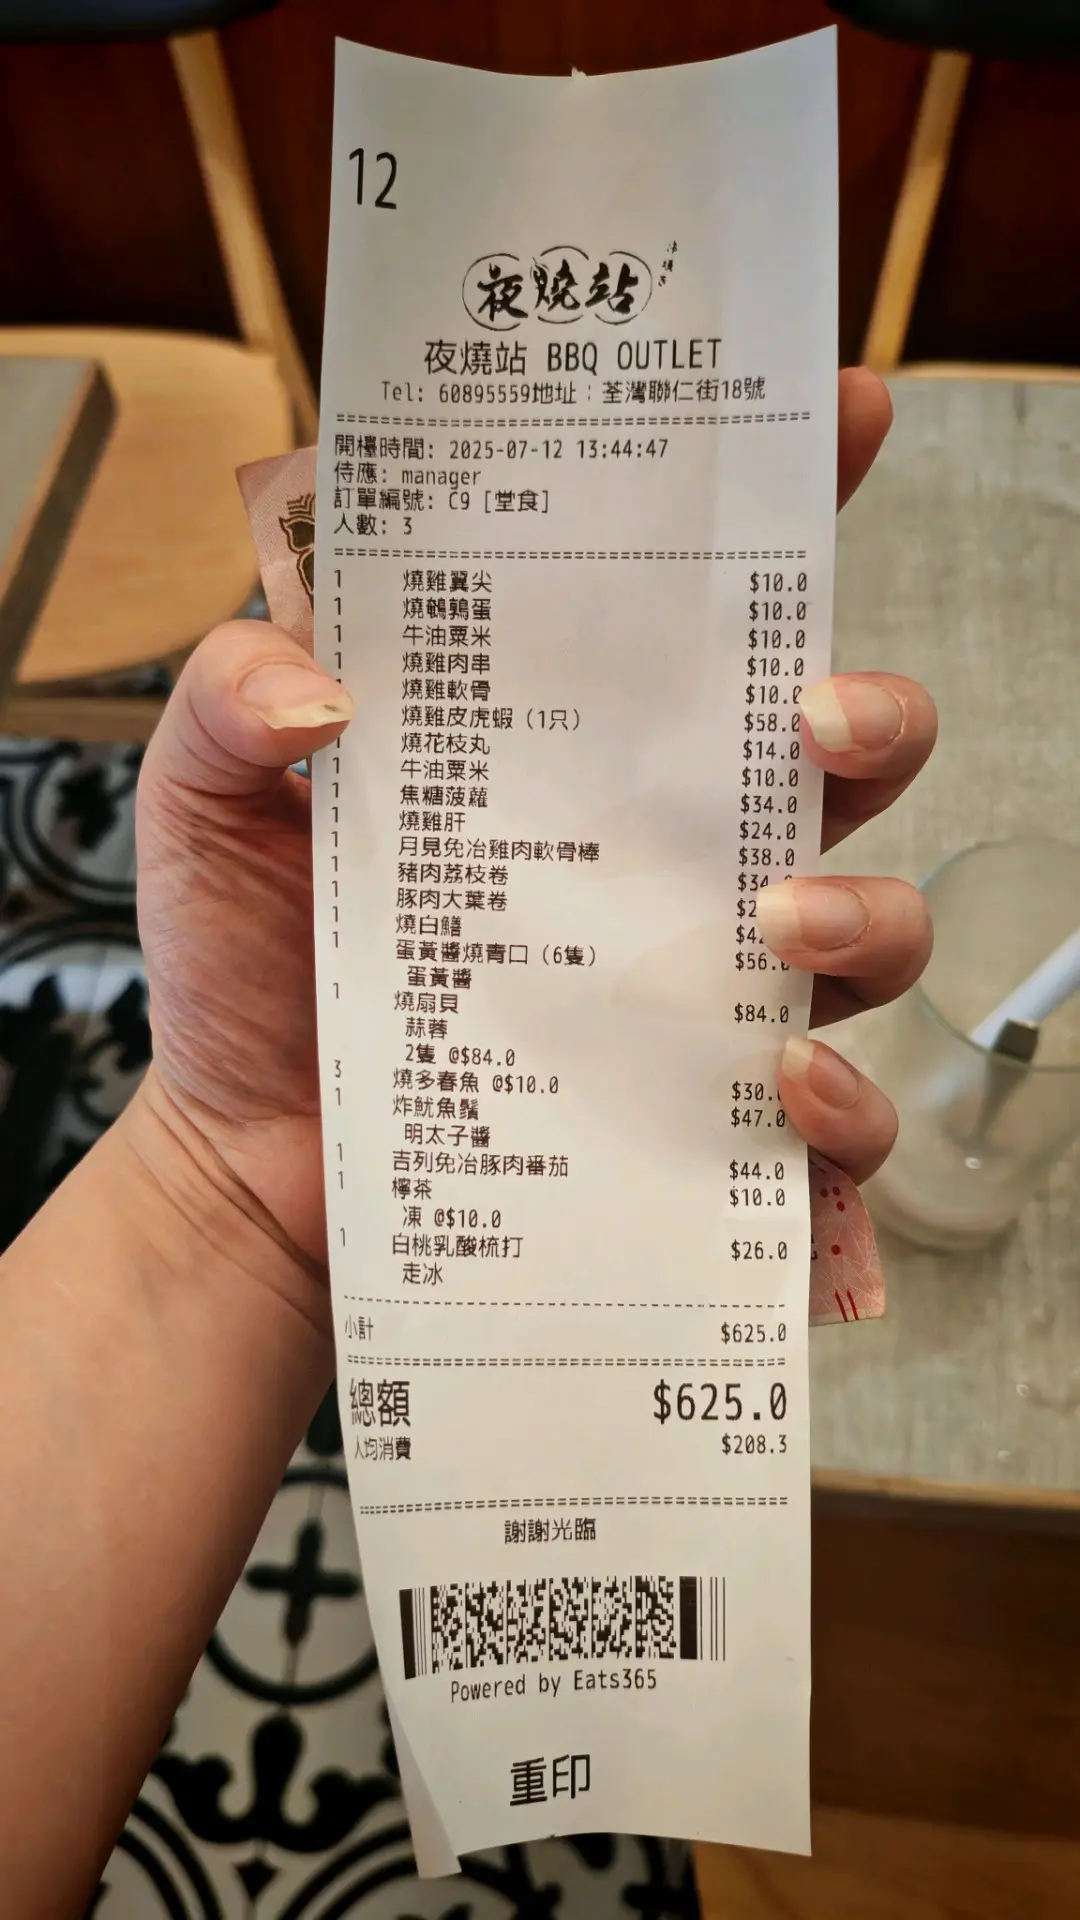 12
夜燒站
夜燒站 BBQ OUTLET
Tel: 60895559地址：荃灣聯仁街18號
開檯時間: 2025-07-12 13:44:47
侍應: manager
訂單編號: C9 [堂食]
人數: 3
1 燒雞翼尖 $10.0
1 燒鵪鶉蛋 $10.0
1 牛油粟米 $10.0
1 燒雞肉串 $10.0
1 燒雞軟骨 $10.0
燒雞皮虎蝦（1只） $58.0
1 燒花枝丸 $14.0
1 牛油粟米 $10.0
1 焦糖菠蘿 $34.0
1 燒雞肝 $24.0
1 月見免治雞肉軟骨棒 $38.0
1 豬肉荔枝卷 $34
1 豚肉大葉卷 $2
1 燒白鱔 $4
1 蛋黃醬燒青口（6隻） $56.0
蛋黃醬
1 燒扇貝 $84.0
蒜蓉
2隻 @$84.0
3 燒多春魚 @$10.0 $30.
1 炸魷魚鬚 $47.0
明太子醬
1 吉列免治豚肉番茄 $44.0
1 檸茶 $10.0
凍 @$10.0
1 白桃乳酸梳打 $26.0
走冰
小計 $625.0
總額 $625.0
人均消費 $208.3
謝謝光臨
Powered by Eats365
重印